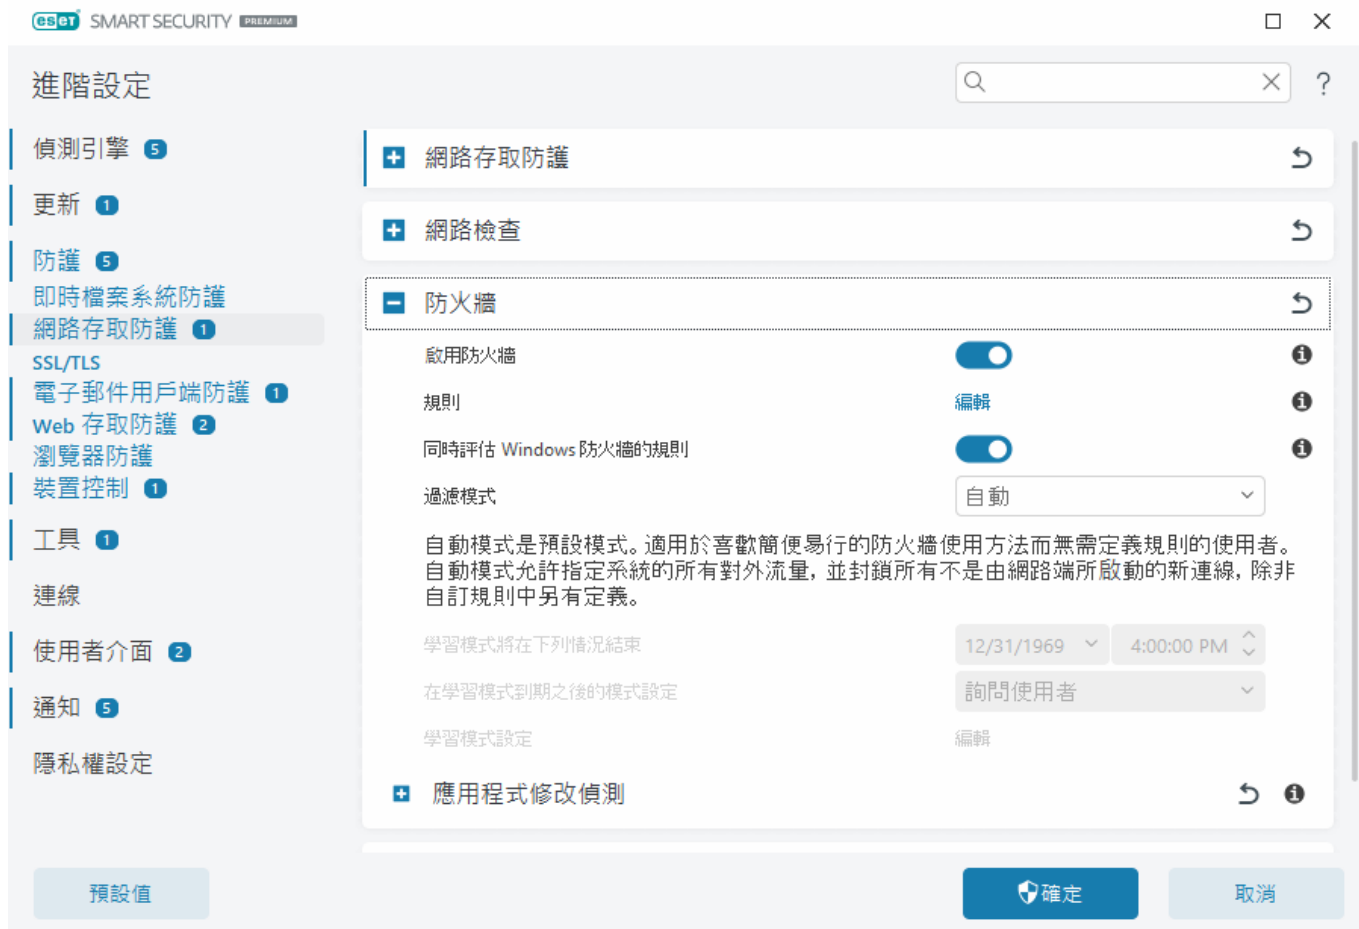 eset SMART SECURITY PREMIUM
進階設定
?
偵測引擎 5
更新 1
防護 5
即時檔案系統防護
網路存取防護 1
SSL/TLS
電子郵件用戶端防護 1
Web 存取防護 2
瀏覽器防護
裝置控制 1
工具 1
連線
使用者介面 2
通知 5
隱私權設定
網路存取防護
網路檢查
防火牆
啟用防火牆
規則 編輯
同時評估 Windows 防火牆的規則
過濾模式 自動
自動模式是預設模式。適用於喜歡簡便易行的防火牆使用方法而無需定義規則的使用者。
自動模式允許指定系統的所有對外流量, 並封鎖所有不是由網路端所啟動的新連線, 除非
自訂規則中另有定義。
學習模式將在下列情況結束 12/31/1969 4:00:00 PM
在學習模式到期之後的模式設定 詢問使用者
學習模式設定 編輯
應用程式修改偵測
預設值 確定 取消